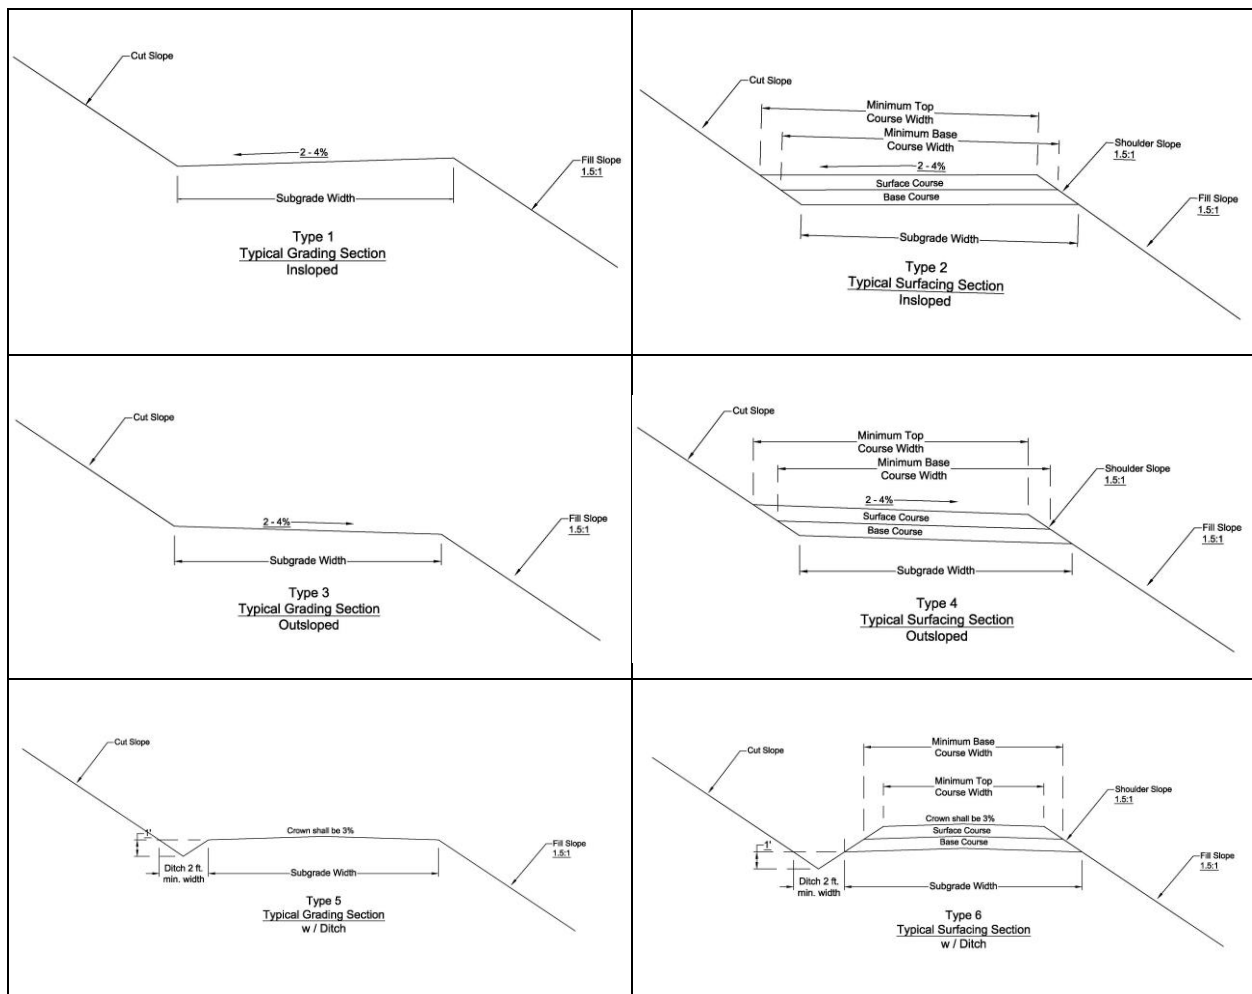 Cut Slope
2 - 4%
Fill Slope
1.5:1
Subgrade Width
Type 1
Typical Grading Section
Insloped
Cut Slope
Minimum Top
Course Width
Minimum Base
Course Width
Shoulder Slope
1.5:1
2 - 4%
Surface Course
Base Course
Fill Slope
1.5:1
Subgrade Width
Type 2
Typical Surfacing Section
Insloped
Cut Slope
2 - 4%
Fill Slope
1.5:1
Subgrade Width
Type 3
Typical Grading Section
Outsloped
Cut Slope
Minimum Top
Course Width
Minimum Base
Course Width
Shoulder Slope
1.5:1
2 - 4%
Surface Course
Base Course
Fill Slope
1.5:1
Subgrade Width
Type 4
Typical Surfacing Section
Outsloped
Cut Slope
1'
Crown shall be 3%
Fill Slope
1.5:1
Ditch 2 ft.
min. width
Subgrade Width
Type 5
Typical Grading Section
w / Ditch
Cut Slope
Minimum Base
Course Width
Minimum Top
Course Width
Shoulder Slope
1.5:1
Crown shall be 3%
Surface Course
Base Course
1'
Fill Slope
1.5:1
Ditch 2 ft.
min. width
Subgrade Width
Type 6
Typical Surfacing Section
w / Ditch